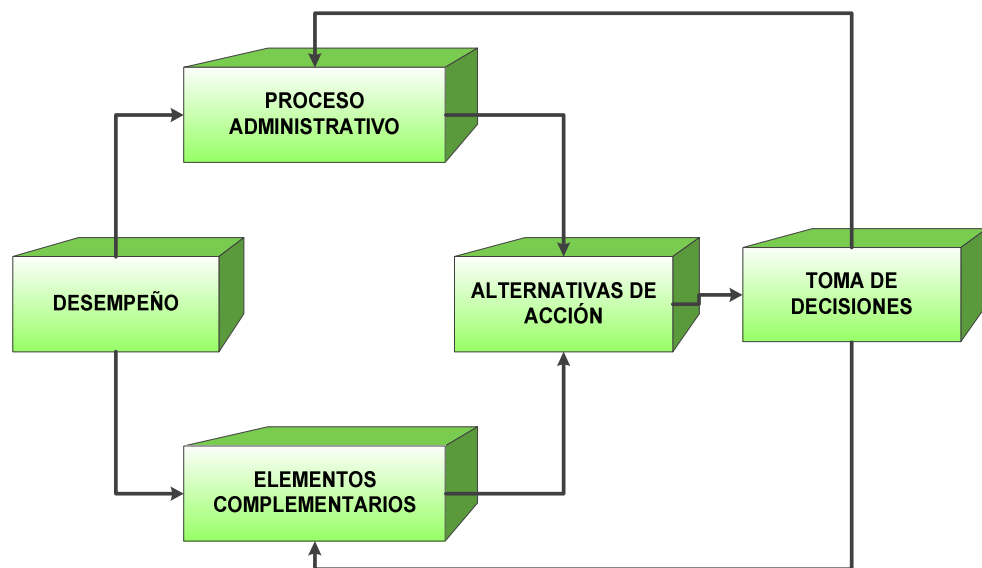 PROCESO
ADMINISTRATIVO
DESEMPEÑO
ALTERNATIVAS DE
ACCIÓN
TOMA DE
DECISIONES
ELEMENTOS
COMPLEMENTARIOS